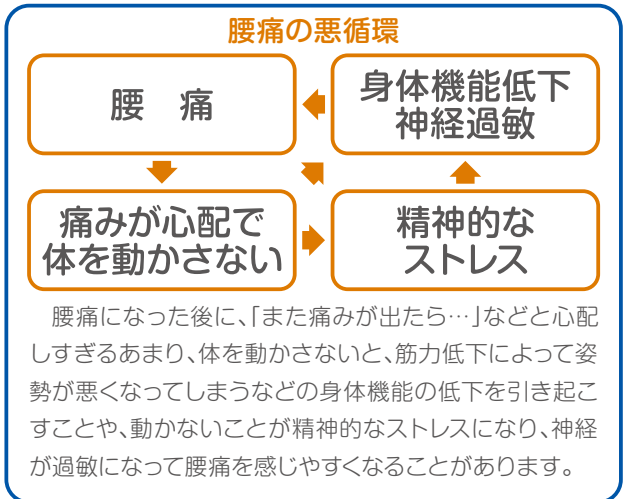 腰痛の悪循環
腰　痛
身体機能低下
神経過敏
痛みが心配で
体を動かさない
精神的な
ストレス
　腰痛になった後に、「また痛みが出たら…」などと心配
しすぎるあまり、体を動かさないと、筋力低下によって姿
勢が悪くなってしまうなどの身体機能の低下を引き起こ
すことや、動かないことが精神的なストレスになり、神経
が過敏になって腰痛を感じやすくなることがあります。